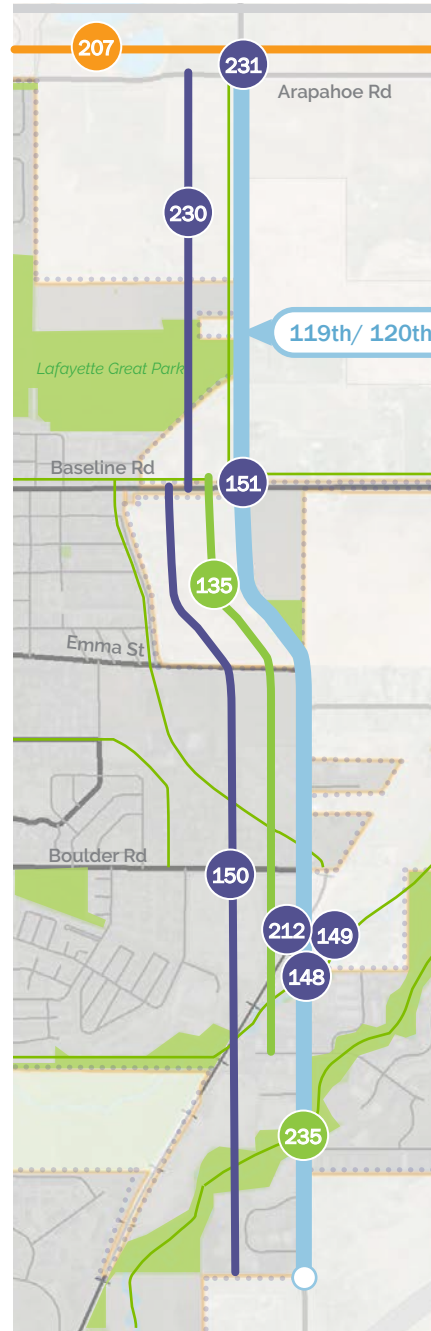 207
231
Arapahoe Rd
230
119th/ 120th
Lafayette Great Park
Baseline Rd
151
135
Emma St
Boulder Rd
150
212
149
148
235